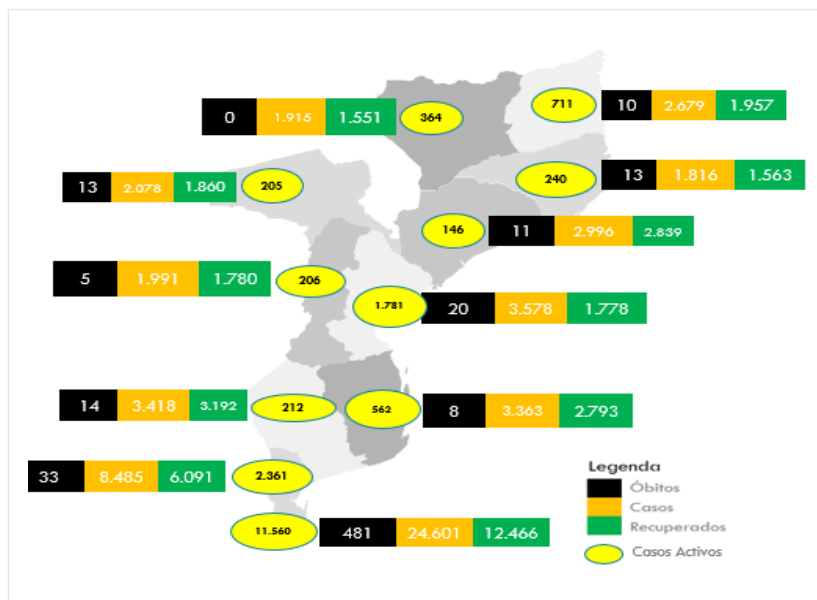 0 1.915 1.551 364
711 10 2.679 1.957
13 2.078 1.860 205
240 13 1.816 1.563
146 11 2.996 2.839
5 1.991 1.780 206
1.781 20 3.578 1.778
14 3.418 3.192 212
562 8 3.363 2.793
33 8.485 6.091 2.361
11.560 481 24.601 12.466
Legenda
Óbitos
Casos
Recuperados
Casos Activos